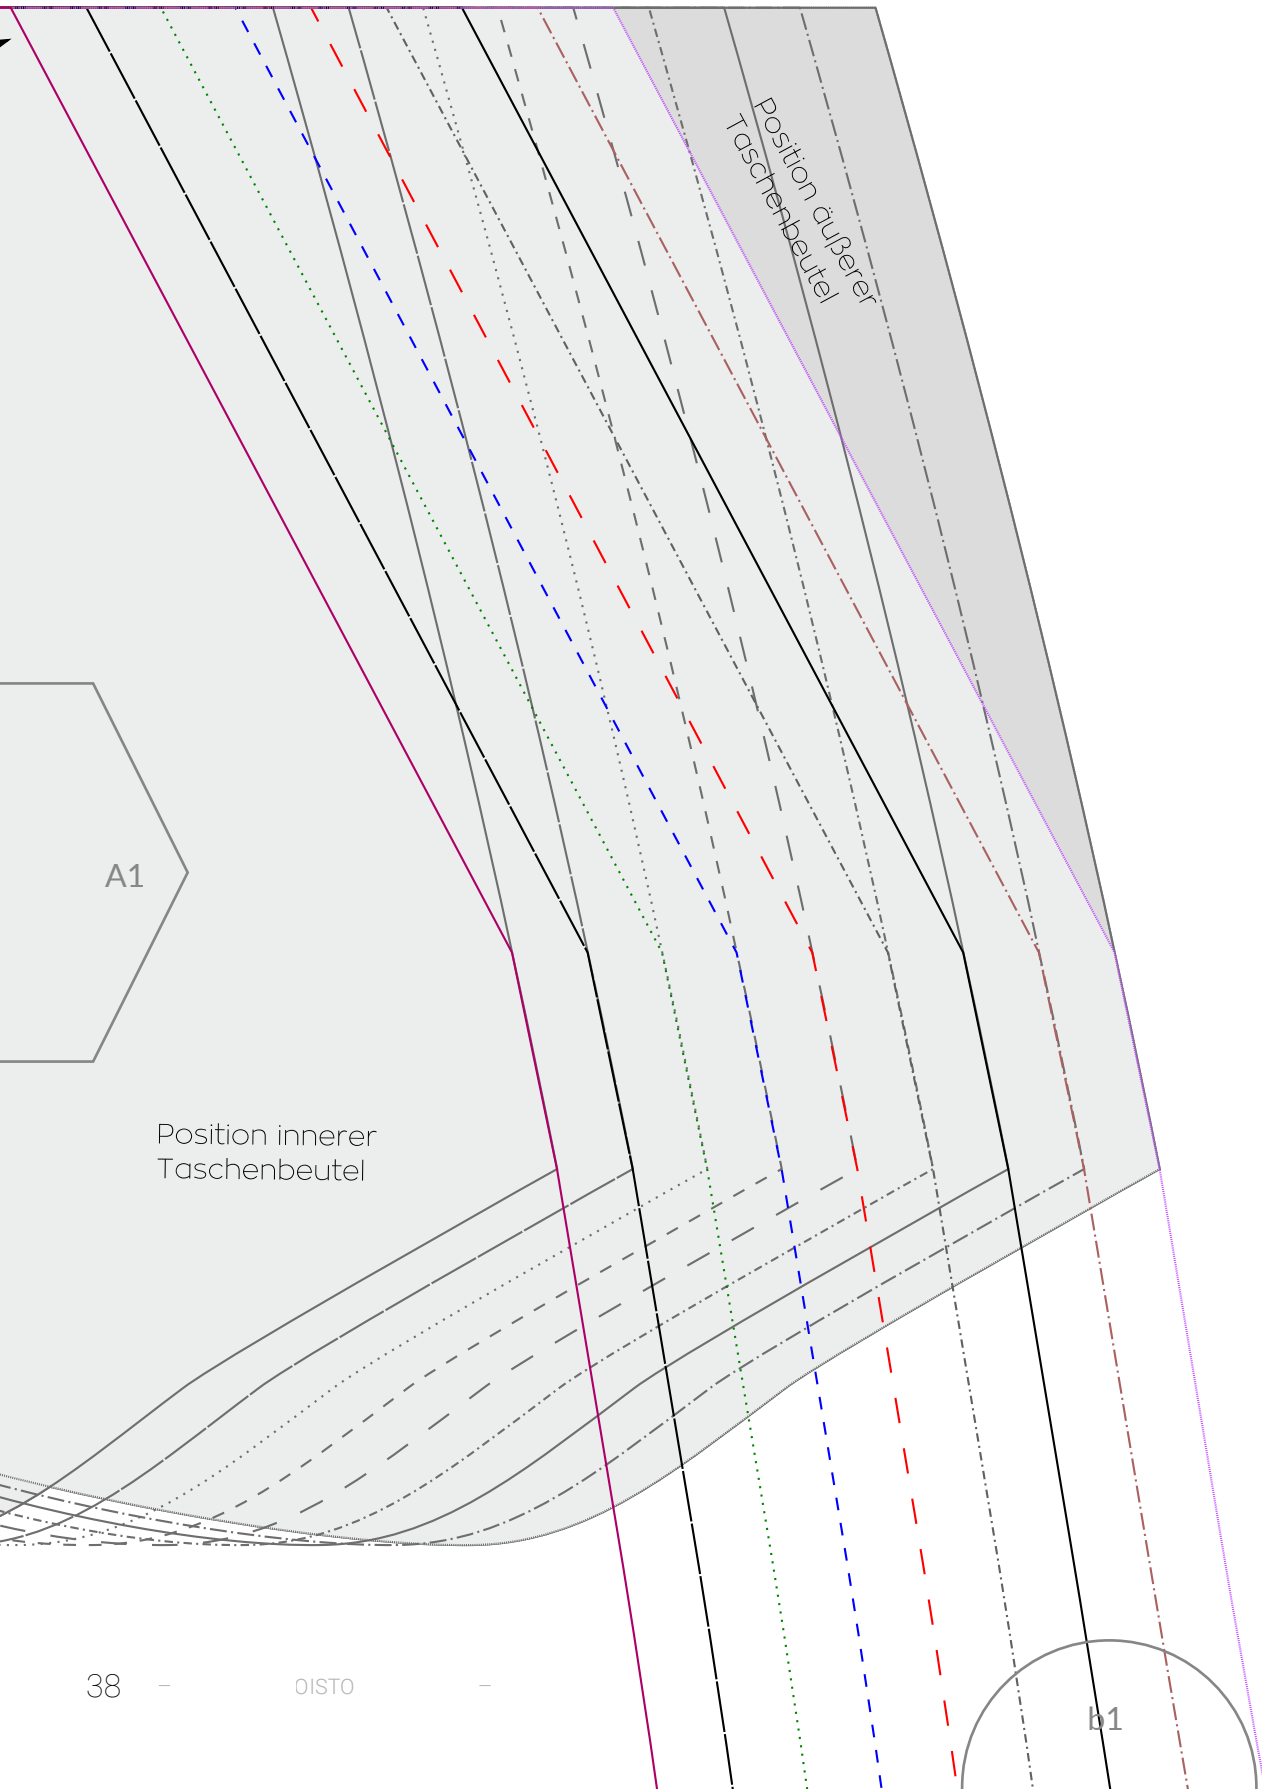 Position äußerer
Taschenbeutel
A1
Position innerer
Taschenbeutel
38 – OISTO –
b1